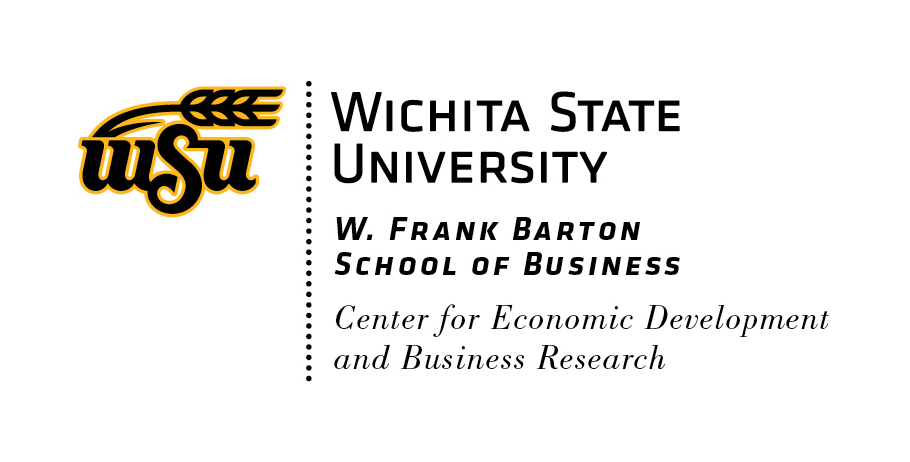 WSU
WICHITA STATE
UNIVERSITY
W. FRANK BARTON
SCHOOL OF BUSINESS
Center for Economic Development
and Business Research